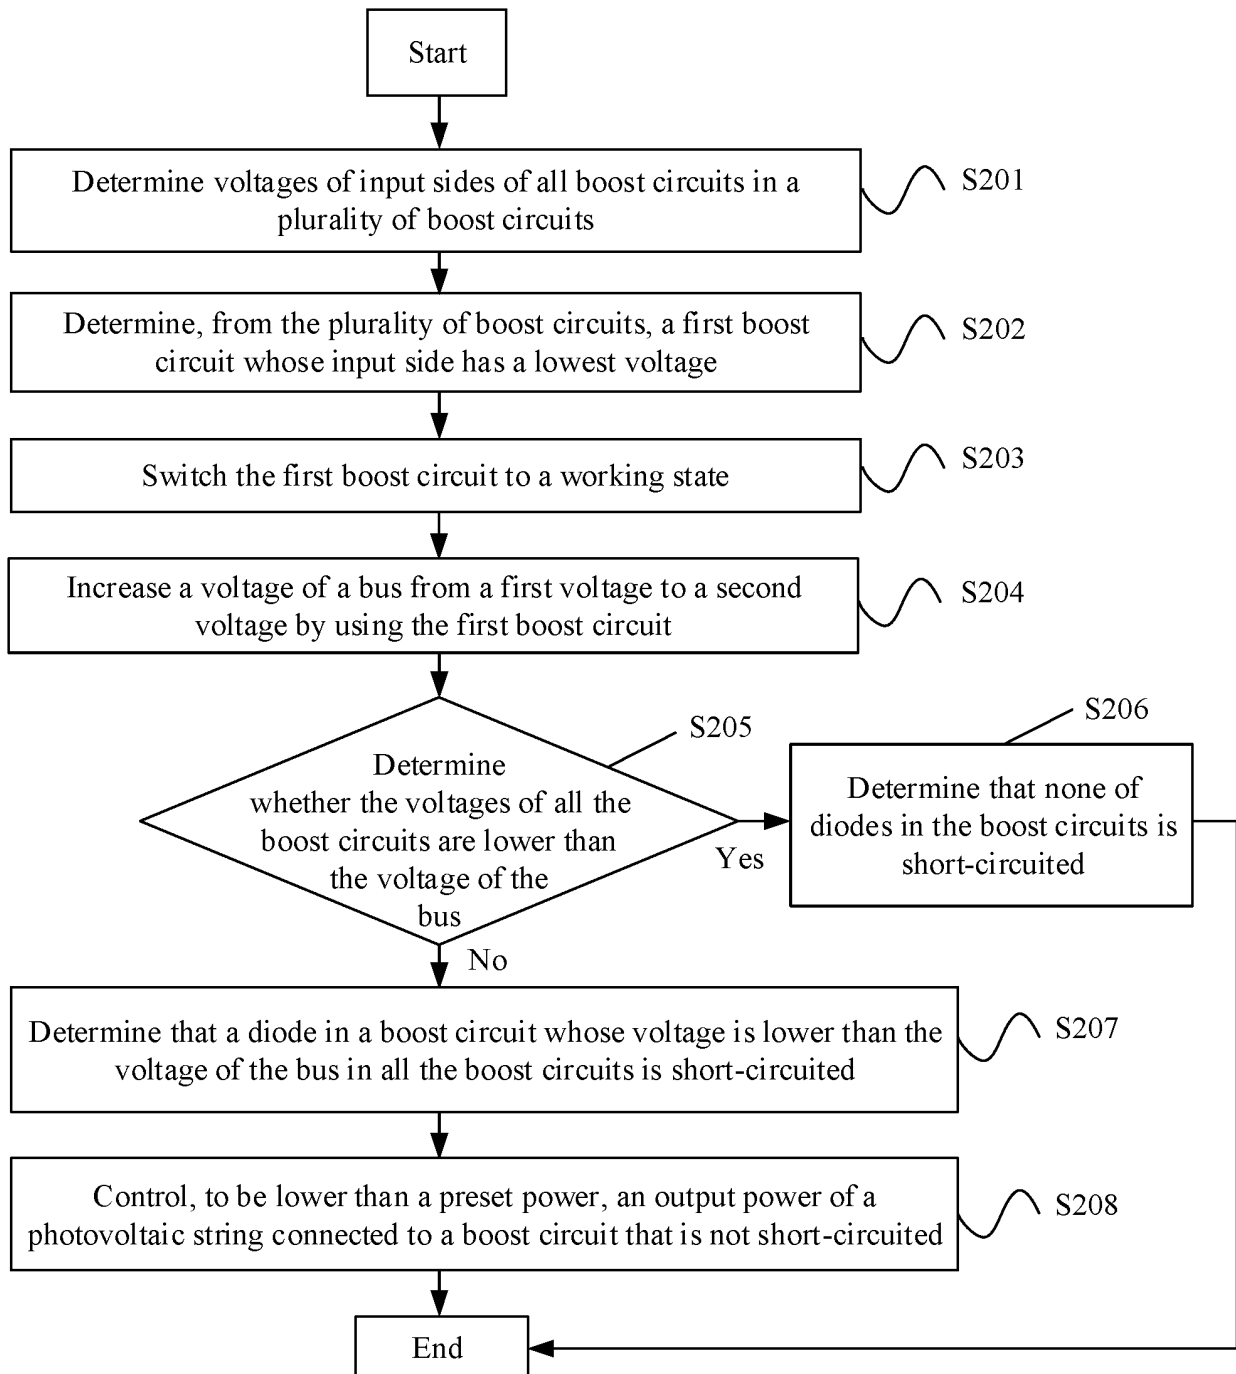 Start
Determine voltages of input sides of all boost circuits in a
plurality of boost circuits
S201
Determine, from the plurality of boost circuits, a first boost
circuit whose input side has a lowest voltage
S202
Switch the first boost circuit to a working state
S203
Increase a voltage of a bus from a first voltage to a second
voltage by using the first boost circuit
S204
Determine
whether the voltages of all the
boost circuits are lower than
the voltage of the
bus
S205
Yes
Determine that none of
diodes in the boost circuits is
short-circuited
S206
No
Determine that a diode in a boost circuit whose voltage is lower than the
voltage of the bus in all the boost circuits is short-circuited
S207
Control, to be lower than a preset power, an output power of a
photovoltaic string connected to a boost circuit that is not short-circuited
S208
End